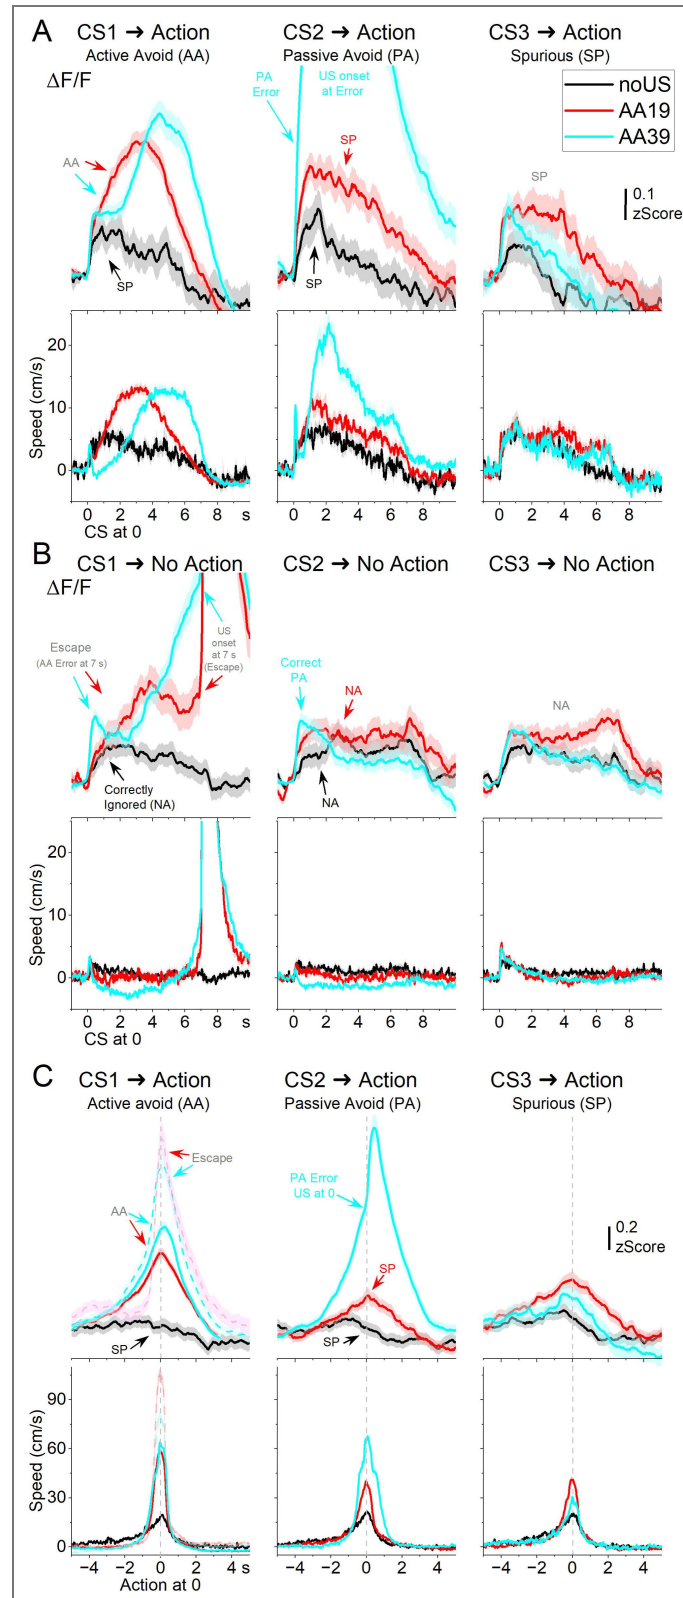 A
CS1 ➔ Action
Active Avoid (AA)
CS2 ➔ Action
Passive Avoid (PA)
CS3 ➔ Action
Spurious (SP)
ΔF/F
PA
Error
US onset
at Error
noUS
AA19
AA39
AA
SP
SP
SP
SP
0.1
zScore
Speed (cm/s)
20
10
0
0 2 4 6 8 s
CS at 0
0 2 4 6 8
0 2 4 6 8
B
CS1 ➔ No Action
CS2 ➔ No Action
CS3 ➔ No Action
ΔF/F
Escape
(AA Error at 7 s)
US
onset
at 7 s
(Escape)
Correctly
Ignored (NA)
Correct
PA
NA
NA
NA
Speed (cm/s)
20
10
0
0 2 4 6 8 s
CS at 0
0 2 4 6 8
0 2 4 6 8
C
CS1 ➔ Action
Active avoid (AA)
CS2 ➔ Action
Passive Avoid (PA)
CS3 ➔ Action
Spurious (SP)
Escape
AA
SP
PA Error
US at 0
SP
SP
0.2
zScore
Speed (cm/s)
90
60
30
0
−4 −2 0 2 4 s
Action at 0
−4 −2 0 2 4
−4 −2 0 2 4